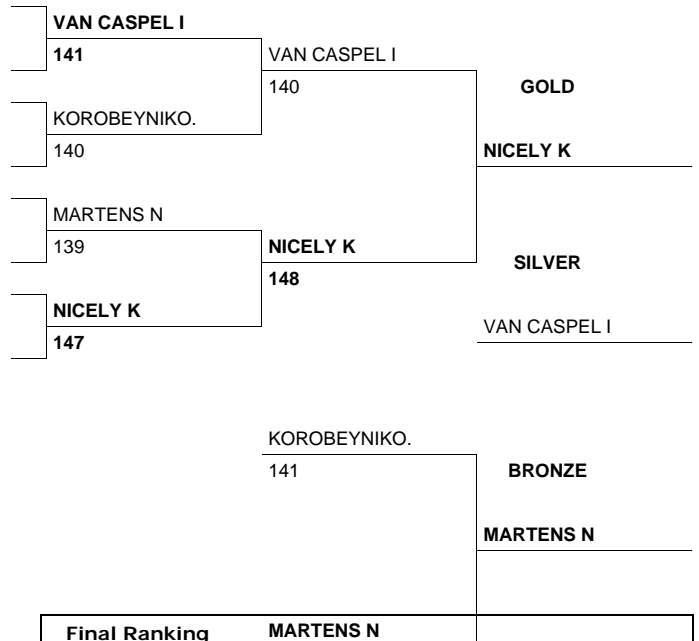 VAN CASPEL I
141
VAN CASPEL I
140
GOLD
KOROBEYNIKO.
140
NICELY K
MARTENS N
139
NICELY K
148
SILVER
NICELY K
147
VAN CASPEL I
KOROBEYNIKO.
141
BRONZE
MARTENS N
Final Ranking
MARTENS N